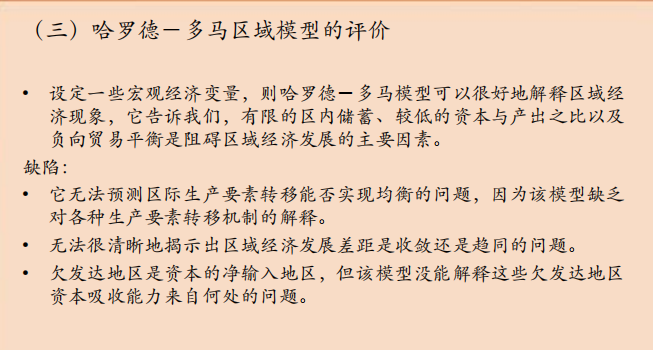 （三）哈罗德－多马区域模型的评价
• 设定一些宏观经济变量，则哈罗德－多马模型可以很好地解释区域经
济现象，它告诉我们，有限的区内储蓄、较低的资本与产出之比以及
负向贸易平衡是阻碍区域经济发展的主要因素。
缺陷：
• 它无法预测区际生产要素转移能否实现均衡的问题，因为该模型缺乏
对各种生产要素转移机制的解释。
• 无法很清晰地揭示出区域经济发展差距是收敛还是趋同的问题。
• 欠发达地区是资本的净输入地区，但该模型没能解释这些欠发达地区
资本吸收能力来自何处的问题。